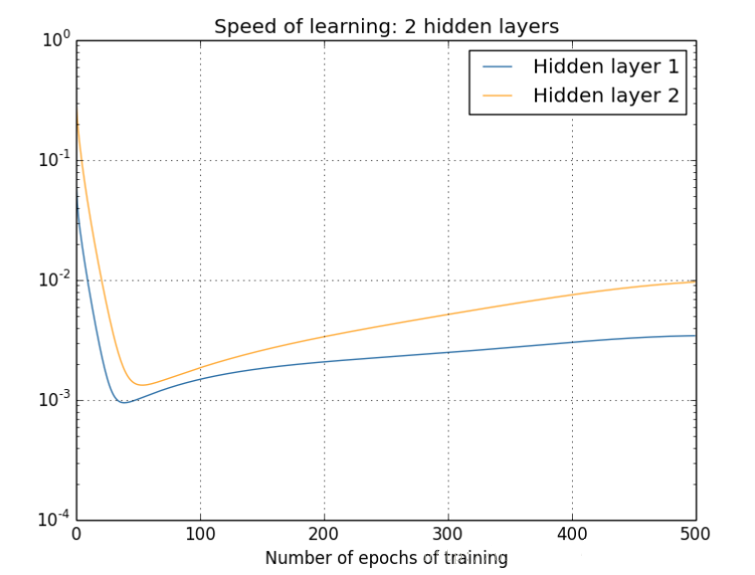 Speed of learning: 2 hidden layers
10^0
Hidden layer 1
Hidden layer 2
10^-1
10^-2
10^-3
10^-4
0 100 200 300 400 500
Number of epochs of training